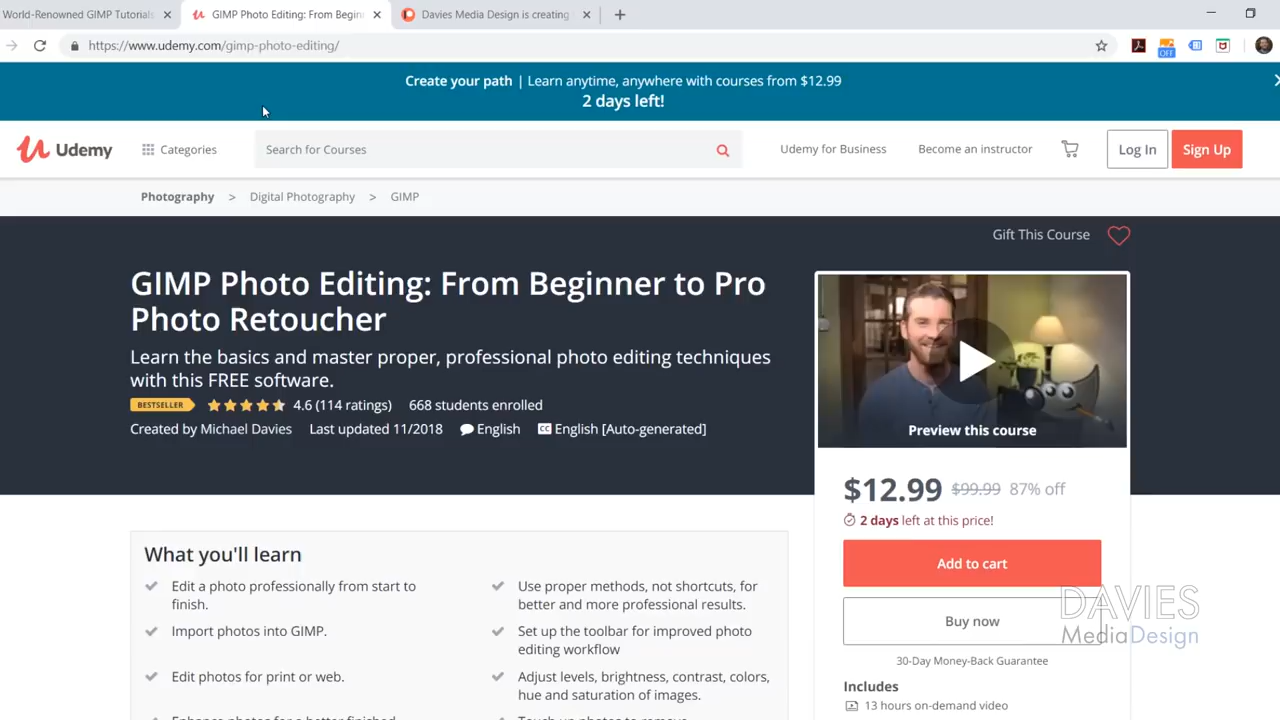 World-Renowned GIMP Tutorials
GIMP Photo Editing: From Beginn
Davies Media Design is creating
https://www.udemy.com/gimp-photo-editing/
OFF
Create your path | Learn anytime, anywhere with courses from $12.99
2 days left!
Udemy
Categories
Search for Courses
Udemy for Business
Become an instructor
Log In
Sign Up
Photography > Digital Photography > GIMP
Gift This Course
GIMP Photo Editing: From Beginner to Pro
Photo Retoucher
Learn the basics and master proper, professional photo editing techniques
with this FREE software.
BESTSELLER 4.6 (114 ratings) 668 students enrolled
Created by Michael Davies Last updated 11/2018 English CC English [Auto-generated]
Preview this course
$12.99 $99.99 87% off
2 days left at this price!
Add to cart
Buy now
30-Day Money-Back Guarantee
Includes
13 hours on-demand video
What you'll learn
Edit a photo professionally from start to
finish.
Import photos into GIMP.
Edit photos for print or web.
Use proper methods, not shortcuts, for
better and more professional results.
Set up the toolbar for improved photo
editing workflow
Adjust levels, brightness, contrast, colors,
hue and saturation of images.
DAVIES
MediaDesign